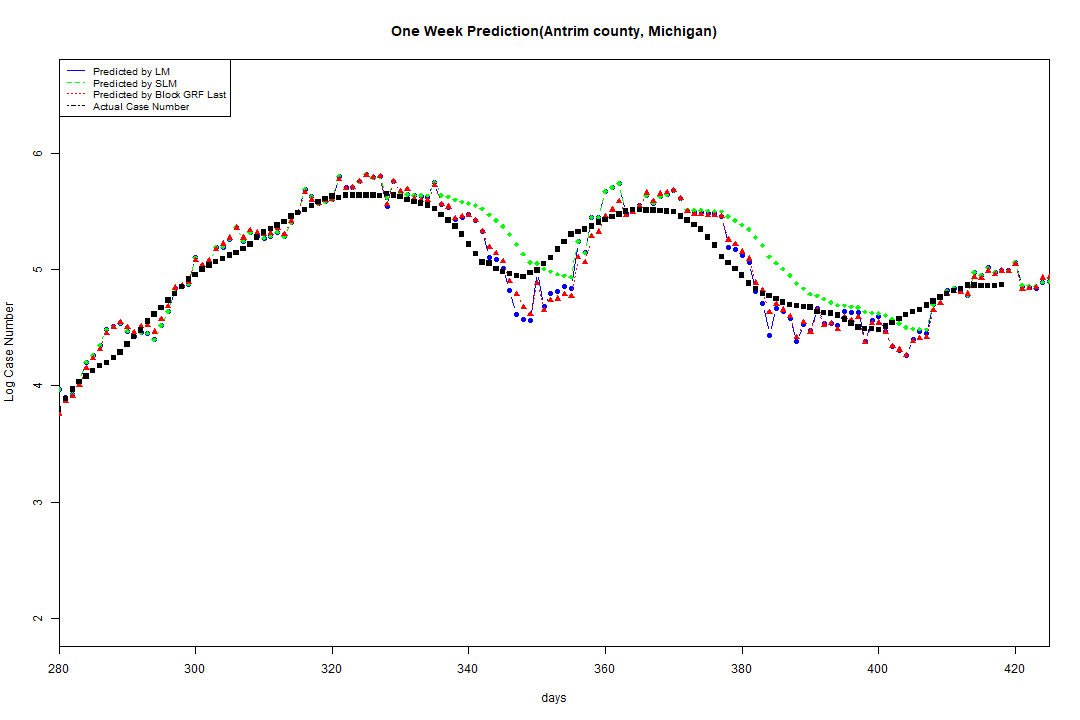 One Week Prediction(Antrim county, Michigan)
Predicted by LM
Predicted by SLM
Predicted by Block GRF Last
Actual Case Number
Log Case Number
6
5
4
3
2
280 300 320 340 360 380 400 420
days